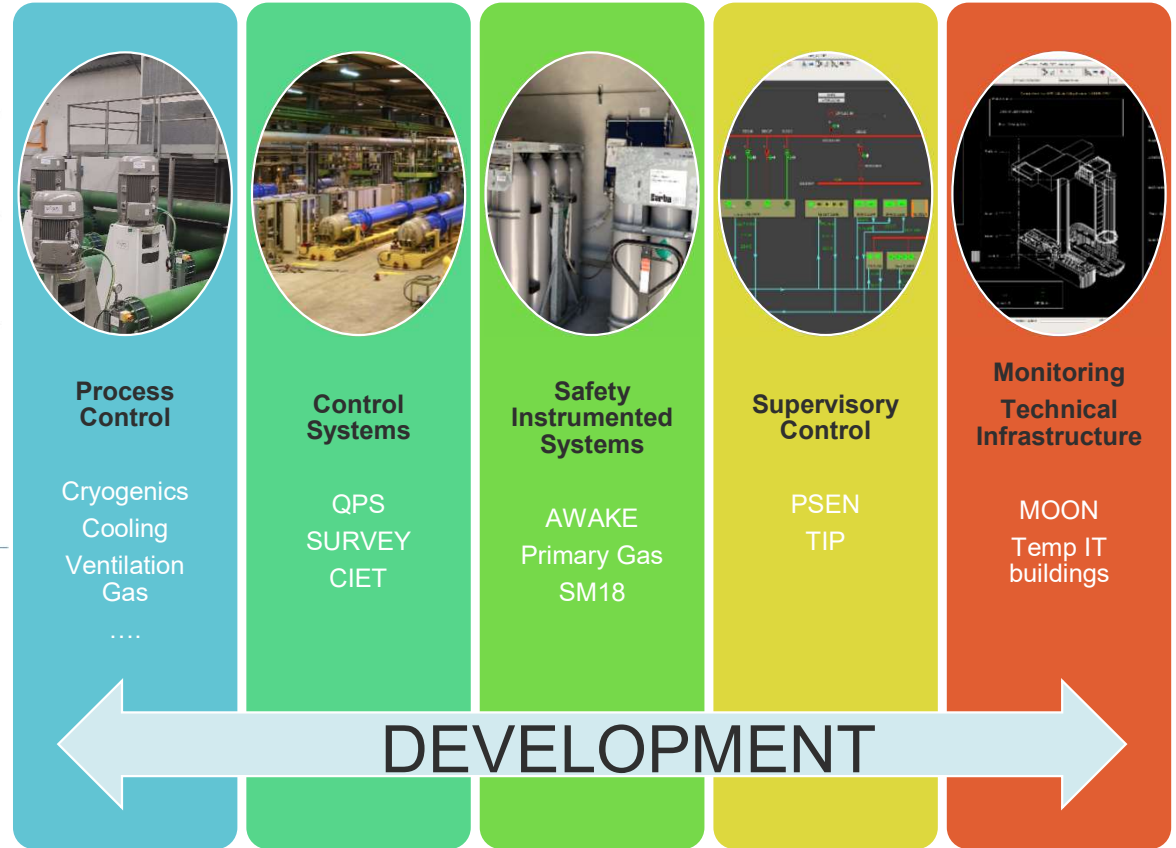 Process
Control
Cryogenics
Cooling
Ventilation
Gas
....
Control
Systems
QPS
SURVEY
CIET
Safety
Instrumented
Systems
AWAKE
Primary Gas
SM18
Supervisory
Control
PSEN
TIP
Monitoring
Technical
Infrastructure
MOON
Temp IT
buildings
DEVELOPMENT